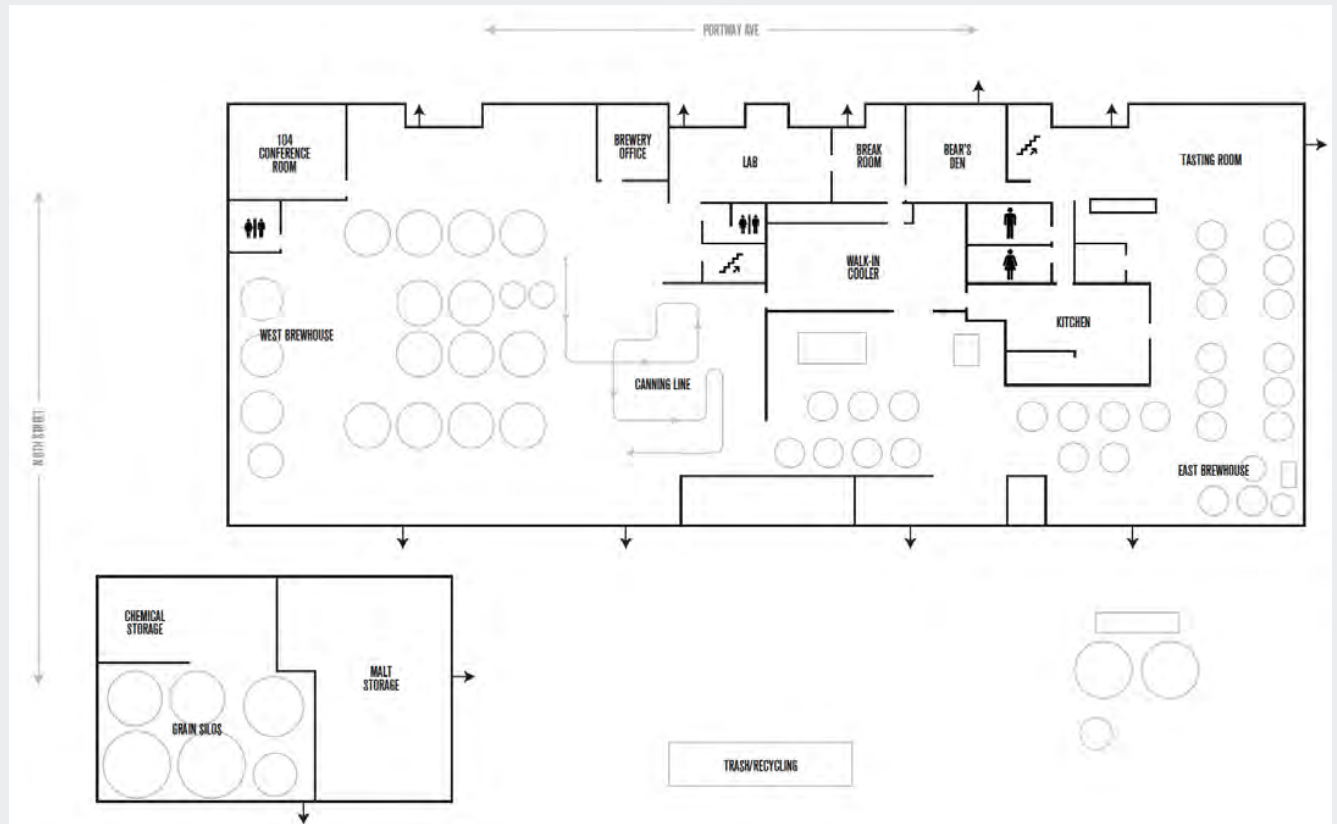 PORTWAY AVE
104
CONFERENCE
ROOM
BREWERY
OFFICE
LAB
BREAK
ROOM
BEAR'S
DEN
TASTING ROOM
WALK-IN
COOLER
KITCHEN
WEST BREWHOUSE
CANNING LINE
EAST BREWHOUSE
N 8TH STREET
CHEMICAL
STORAGE
MALT
STORAGE
GRAIN SILOS
TRASH/RECYCLING